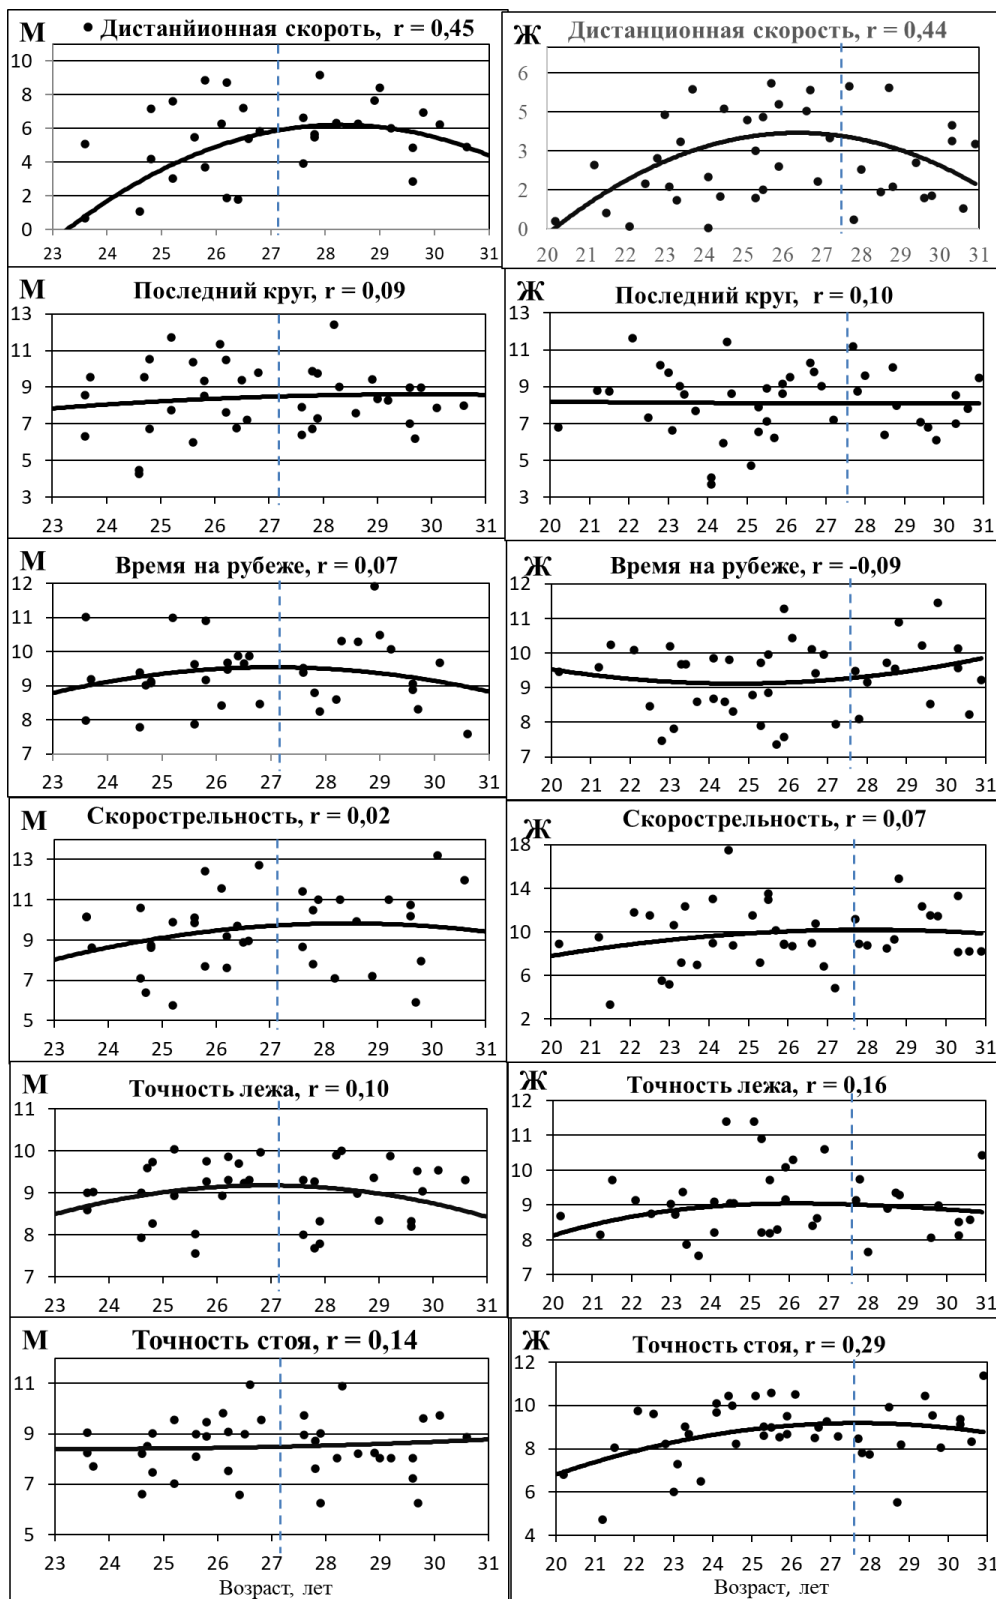 М
• Дистанйионная скороть, r = 0,45
10
8
6
4
2
0
23 24 25 26 27 28 29 30 31
Ж
Дистанционная скорость, r = 0,44
6
5
3
2
0
20 21 22 23 24 25 26 27 28 29 30 31
М
Последний круг, r = 0,09
13
11
9
7
5
3
23 24 25 26 27 28 29 30 31
Ж
Последний круг, r = 0,10
13
11
9
7
5
3
20 21 22 23 24 25 26 27 28 29 30 31
М
Время на рубеже, r = 0,07
12
11
10
9
8
7
23 24 25 26 27 28 29 30 31
Ж
Время на рубеже, r = -0,09
12
11
10
9
8
7
20 21 22 23 24 25 26 27 28 29 30 31
М
Скорострельность, r = 0,02
13
11
9
7
5
23 24 25 26 27 28 29 30 31
Ж
Скорострельность, r = 0,07
18
14
10
6
2
20 21 22 23 24 25 26 27 28 29 30 31
М
Точность лежа, r = 0,10
11
10
9
8
7
23 24 25 26 27 28 29 30 31
Ж
Точность лежа, r = 0,16
12
11
10
9
8
7
20 21 22 23 24 25 26 27 28 29 30 31
М
Точность стоя, r = 0,14
11
9
7
5
23 24 25 26 27 28 29 30 31
Возраст, лет
Ж
Точность стоя, r = 0,29
12
10
8
6
4
20 21 22 23 24 25 26 27 28 29 30 31
Возраст, лет